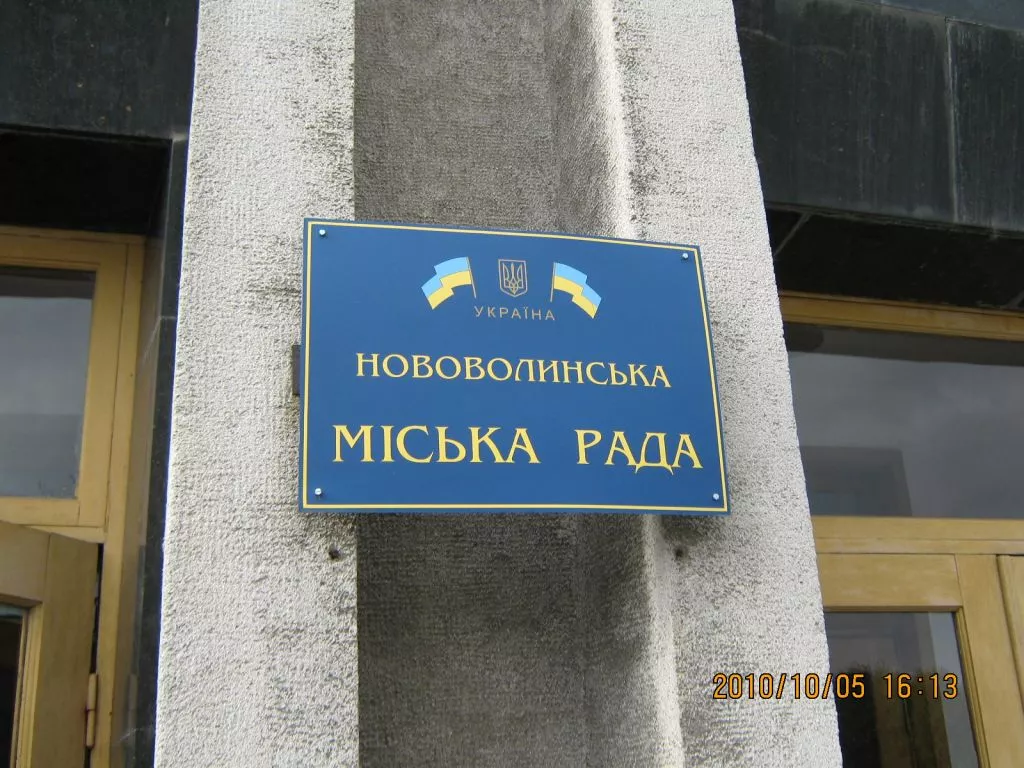 УКРАЇНА
НОВОВОЛИНСЬКА
МІСЬКА РАДА
2010/10/05 16:13